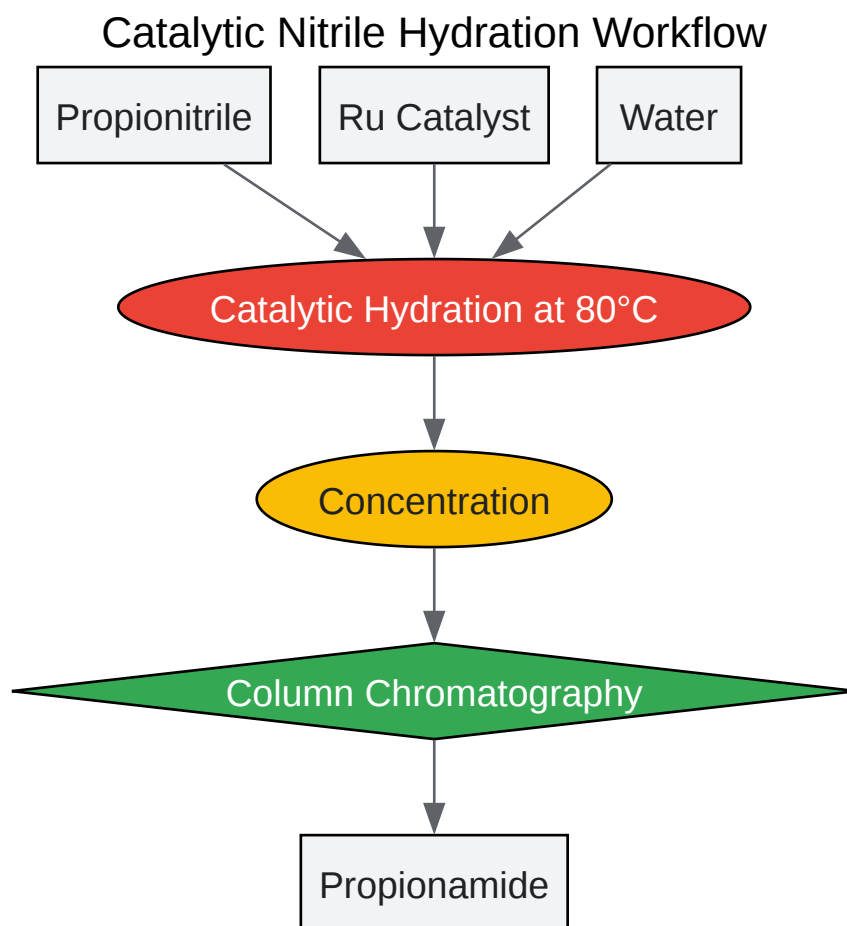 Catalytic Nitrile Hydration Workflow
Propionitrile
Ru Catalyst
Water
Catalytic Hydration at 80°C
Concentration
Column Chromatography
Propionamide